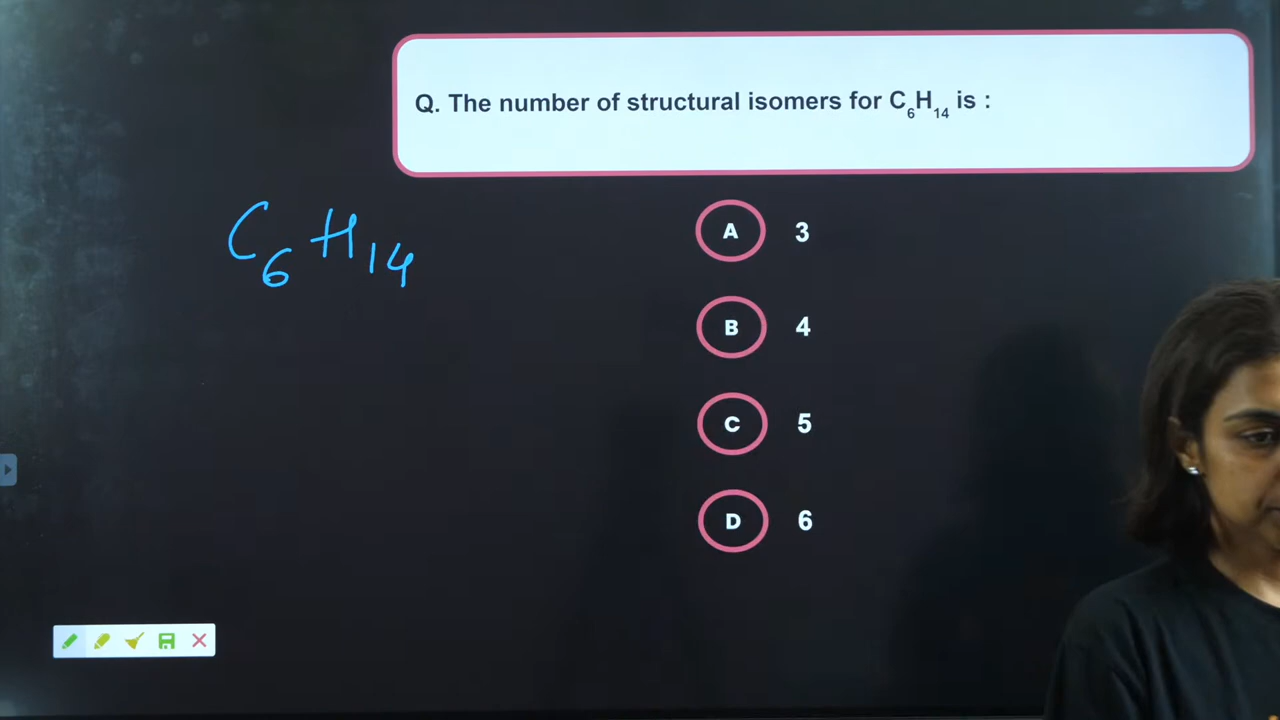 Q. The number of structural isomers for C₆H₁₄ is :
C₆H₁₄
A 3
B 4
C 5
D 6